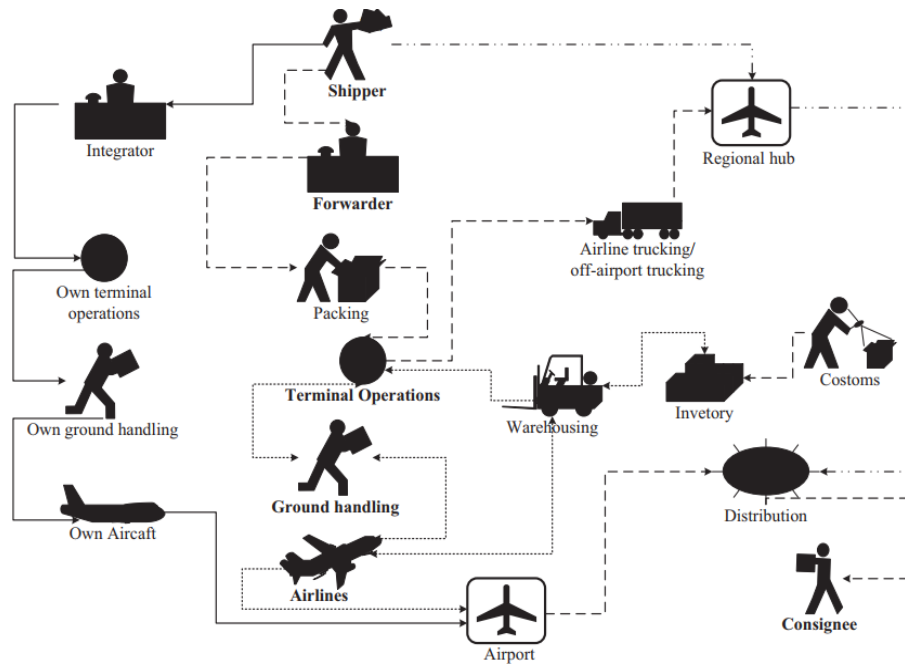 Shipper
Integrator
Regional hub
Forwarder
Airline trucking/
off-airport trucking
Own terminal
operations
Packing
Terminal Operations
Costoms
Invetory
Warehousing
Own ground handling
Ground handling
Distribution
Own Aircaft
Airlines
Consignee
Airport